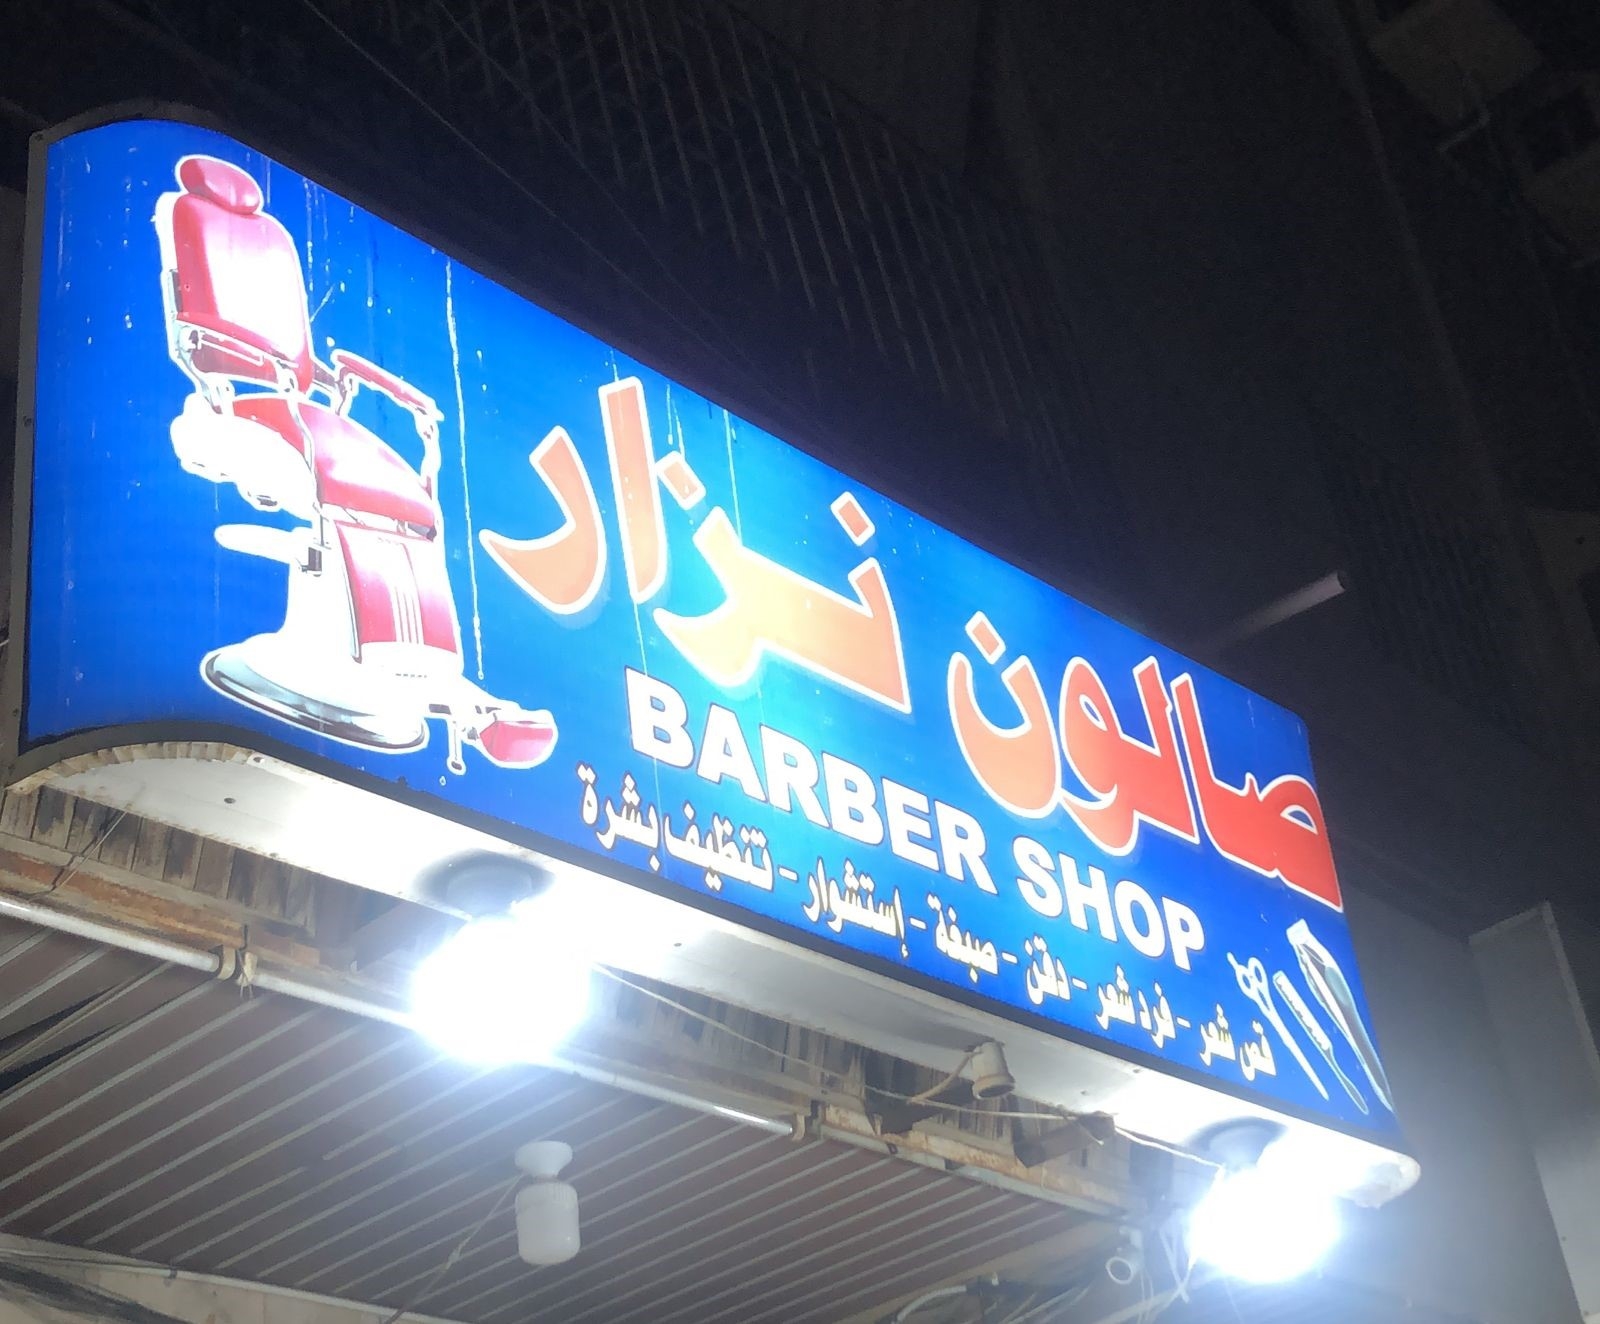 صالون نزار
BARBER SHOP
قص شعر - فرد شعر - دقن - صبغة - إستشوار - تنظيف بشرة